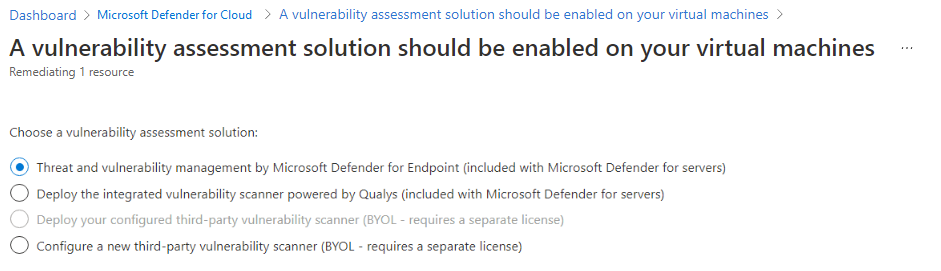 Dashboard > Microsoft Defender for Cloud > A vulnerability assessment solution should be enabled on your virtual machines >
A vulnerability assessment solution should be enabled on your virtual machines ...
Remediating 1 resource
Choose a vulnerability assessment solution:
Threat and vulnerability management by Microsoft Defender for Endpoint (included with Microsoft Defender for servers)
Deploy the integrated vulnerability scanner powered by Qualys (included with Microsoft Defender for servers)
Deploy your configured third-party vulnerability scanner (BYOL - requires a separate license)
Configure a new third-party vulnerability scanner (BYOL - requires a separate license)